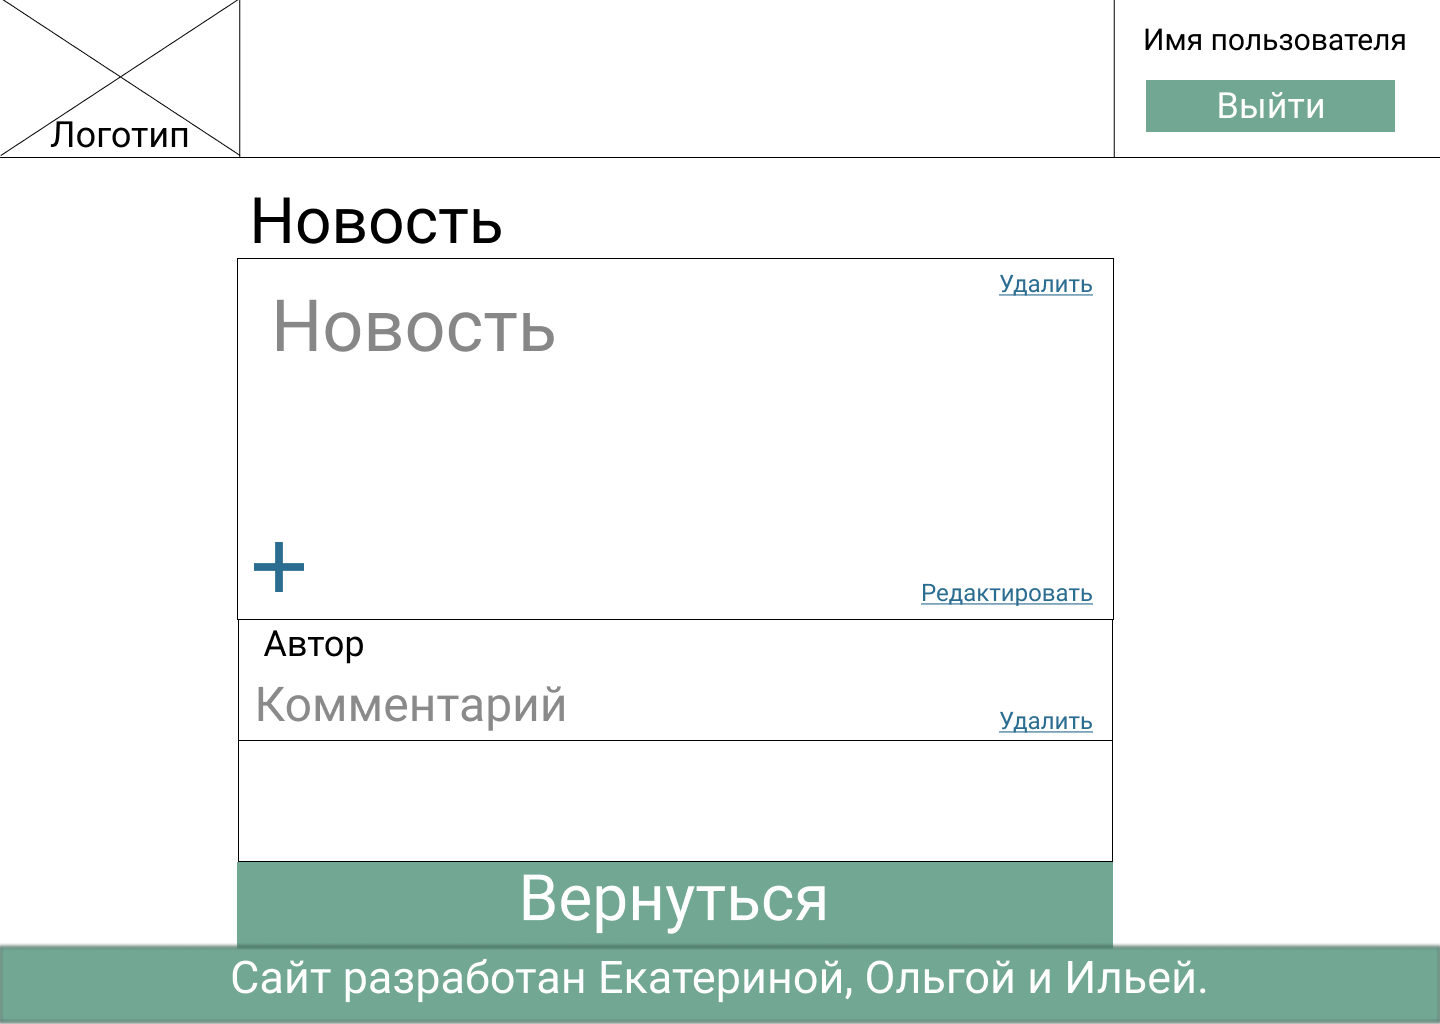 Логотип
Имя пользователя
Выйти
Новость
Удалить
Новость
Редактировать
Автор
Комментарий
Удалить
Вернуться
Сайт разработан Екатериной, Ольгой и Ильей.